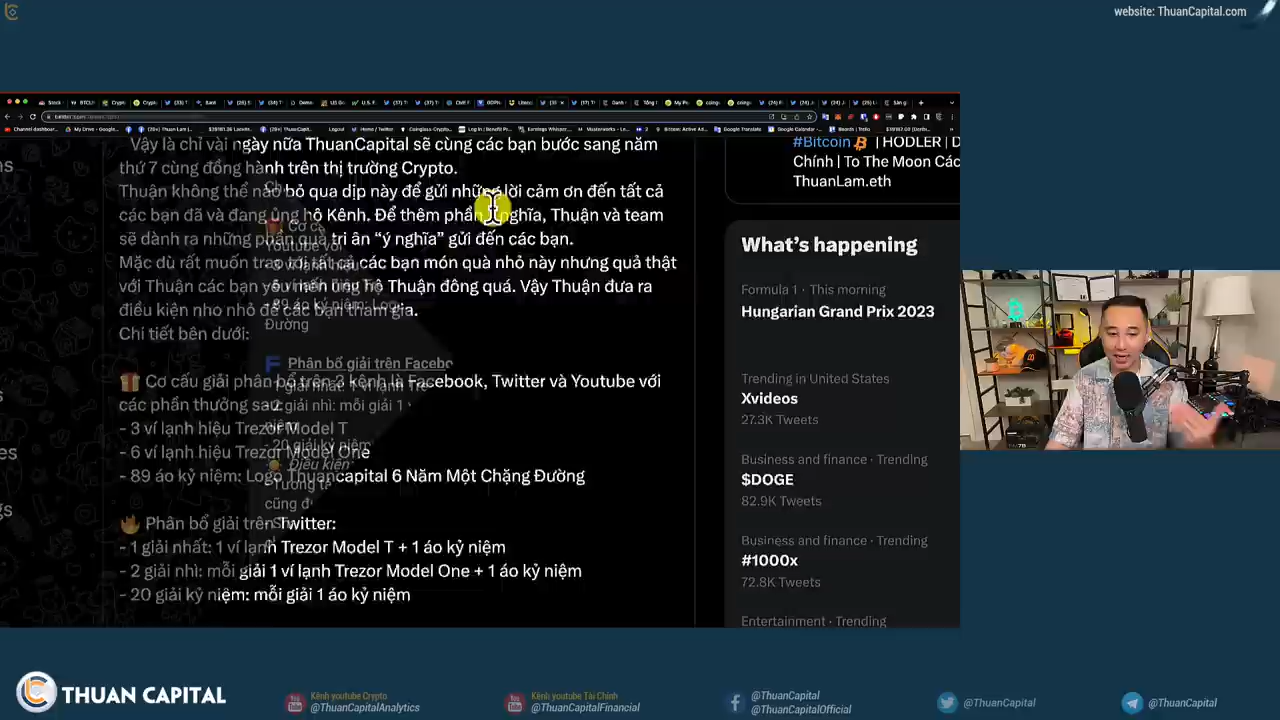 website: ThuanCapital.com
Vậy là chỉ vài ngày nữa ThuanCapital sẽ cùng các bạn bước sang năm
thứ 7 cùng đồng hành trên thị trường Crypto.
Thuận không thể nào bỏ qua dịp này để gửi những lời cảm ơn đến tất cả
các bạn đã và đang ủng hộ Kênh. Để thêm phần ý nghĩa, Thuận và team
sẽ dành ra những phần quà tri ân “ý nghĩa” gửi đến các bạn.
Mặc dù rất muốn trao tới tất cả các bạn món quà nhỏ này nhưng quả thật
với Thuận các bạn yêu mến ủng hộ Thuận đông quá. Vậy Thuận đưa ra
điều kiện nho nhỏ để các bạn tham gia.
Chi tiết bên dưới:
Cơ cấu giải phân bổ trên 3 kênh là Facebook, Twitter và Youtube với
các phần thưởng sau:
- 3 ví lạnh hiệu Trezor Model T
- 6 ví lạnh hiệu Trezor Model One
- 89 áo kỷ niệm: Logo Thuancapital 6 Năm Một Chặng Đường
Phân bổ giải trên Twitter:
- 1 giải nhất: 1 ví lạnh Trezor Model T + 1 áo kỷ niệm
- 2 giải nhì: mỗi giải 1 ví lạnh Trezor Model One + 1 áo kỷ niệm
- 20 giải kỷ niệm: mỗi giải 1 áo kỷ niệm
Đường
Phân bổ giải trên Facebo
#Bitcoin | HODLER | D
Chính | To The Moon Các
ThuanLam.eth
What’s happening
Formula 1 · This morning
Hungarian Grand Prix 2023
Trending in United States
Xvideos
27.3K Tweets
Business and finance · Trending
$DOGE
82.9K Tweets
Business and finance · Trending
#1000x
72.8K Tweets
Entertainment · Trending
THUAN CAPITAL
Kênh youtube Crypto
@ThuanCapitalAnalytics
Kênh youtube Tài Chính
@ThuanCapitalFinancial
@ThuanCapital
@ThuanCapitalOfficial
@ThuanCapital
@ThuanCapital